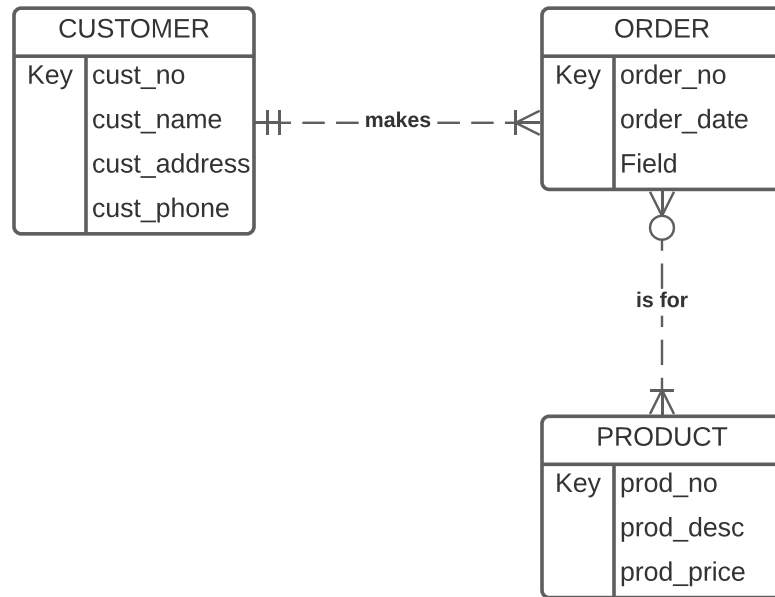 CUSTOMER
Key cust_no
cust_name
cust_address
cust_phone
makes
ORDER
Key order_no
order_date
Field
is for
PRODUCT
Key prod_no
prod_desc
prod_price